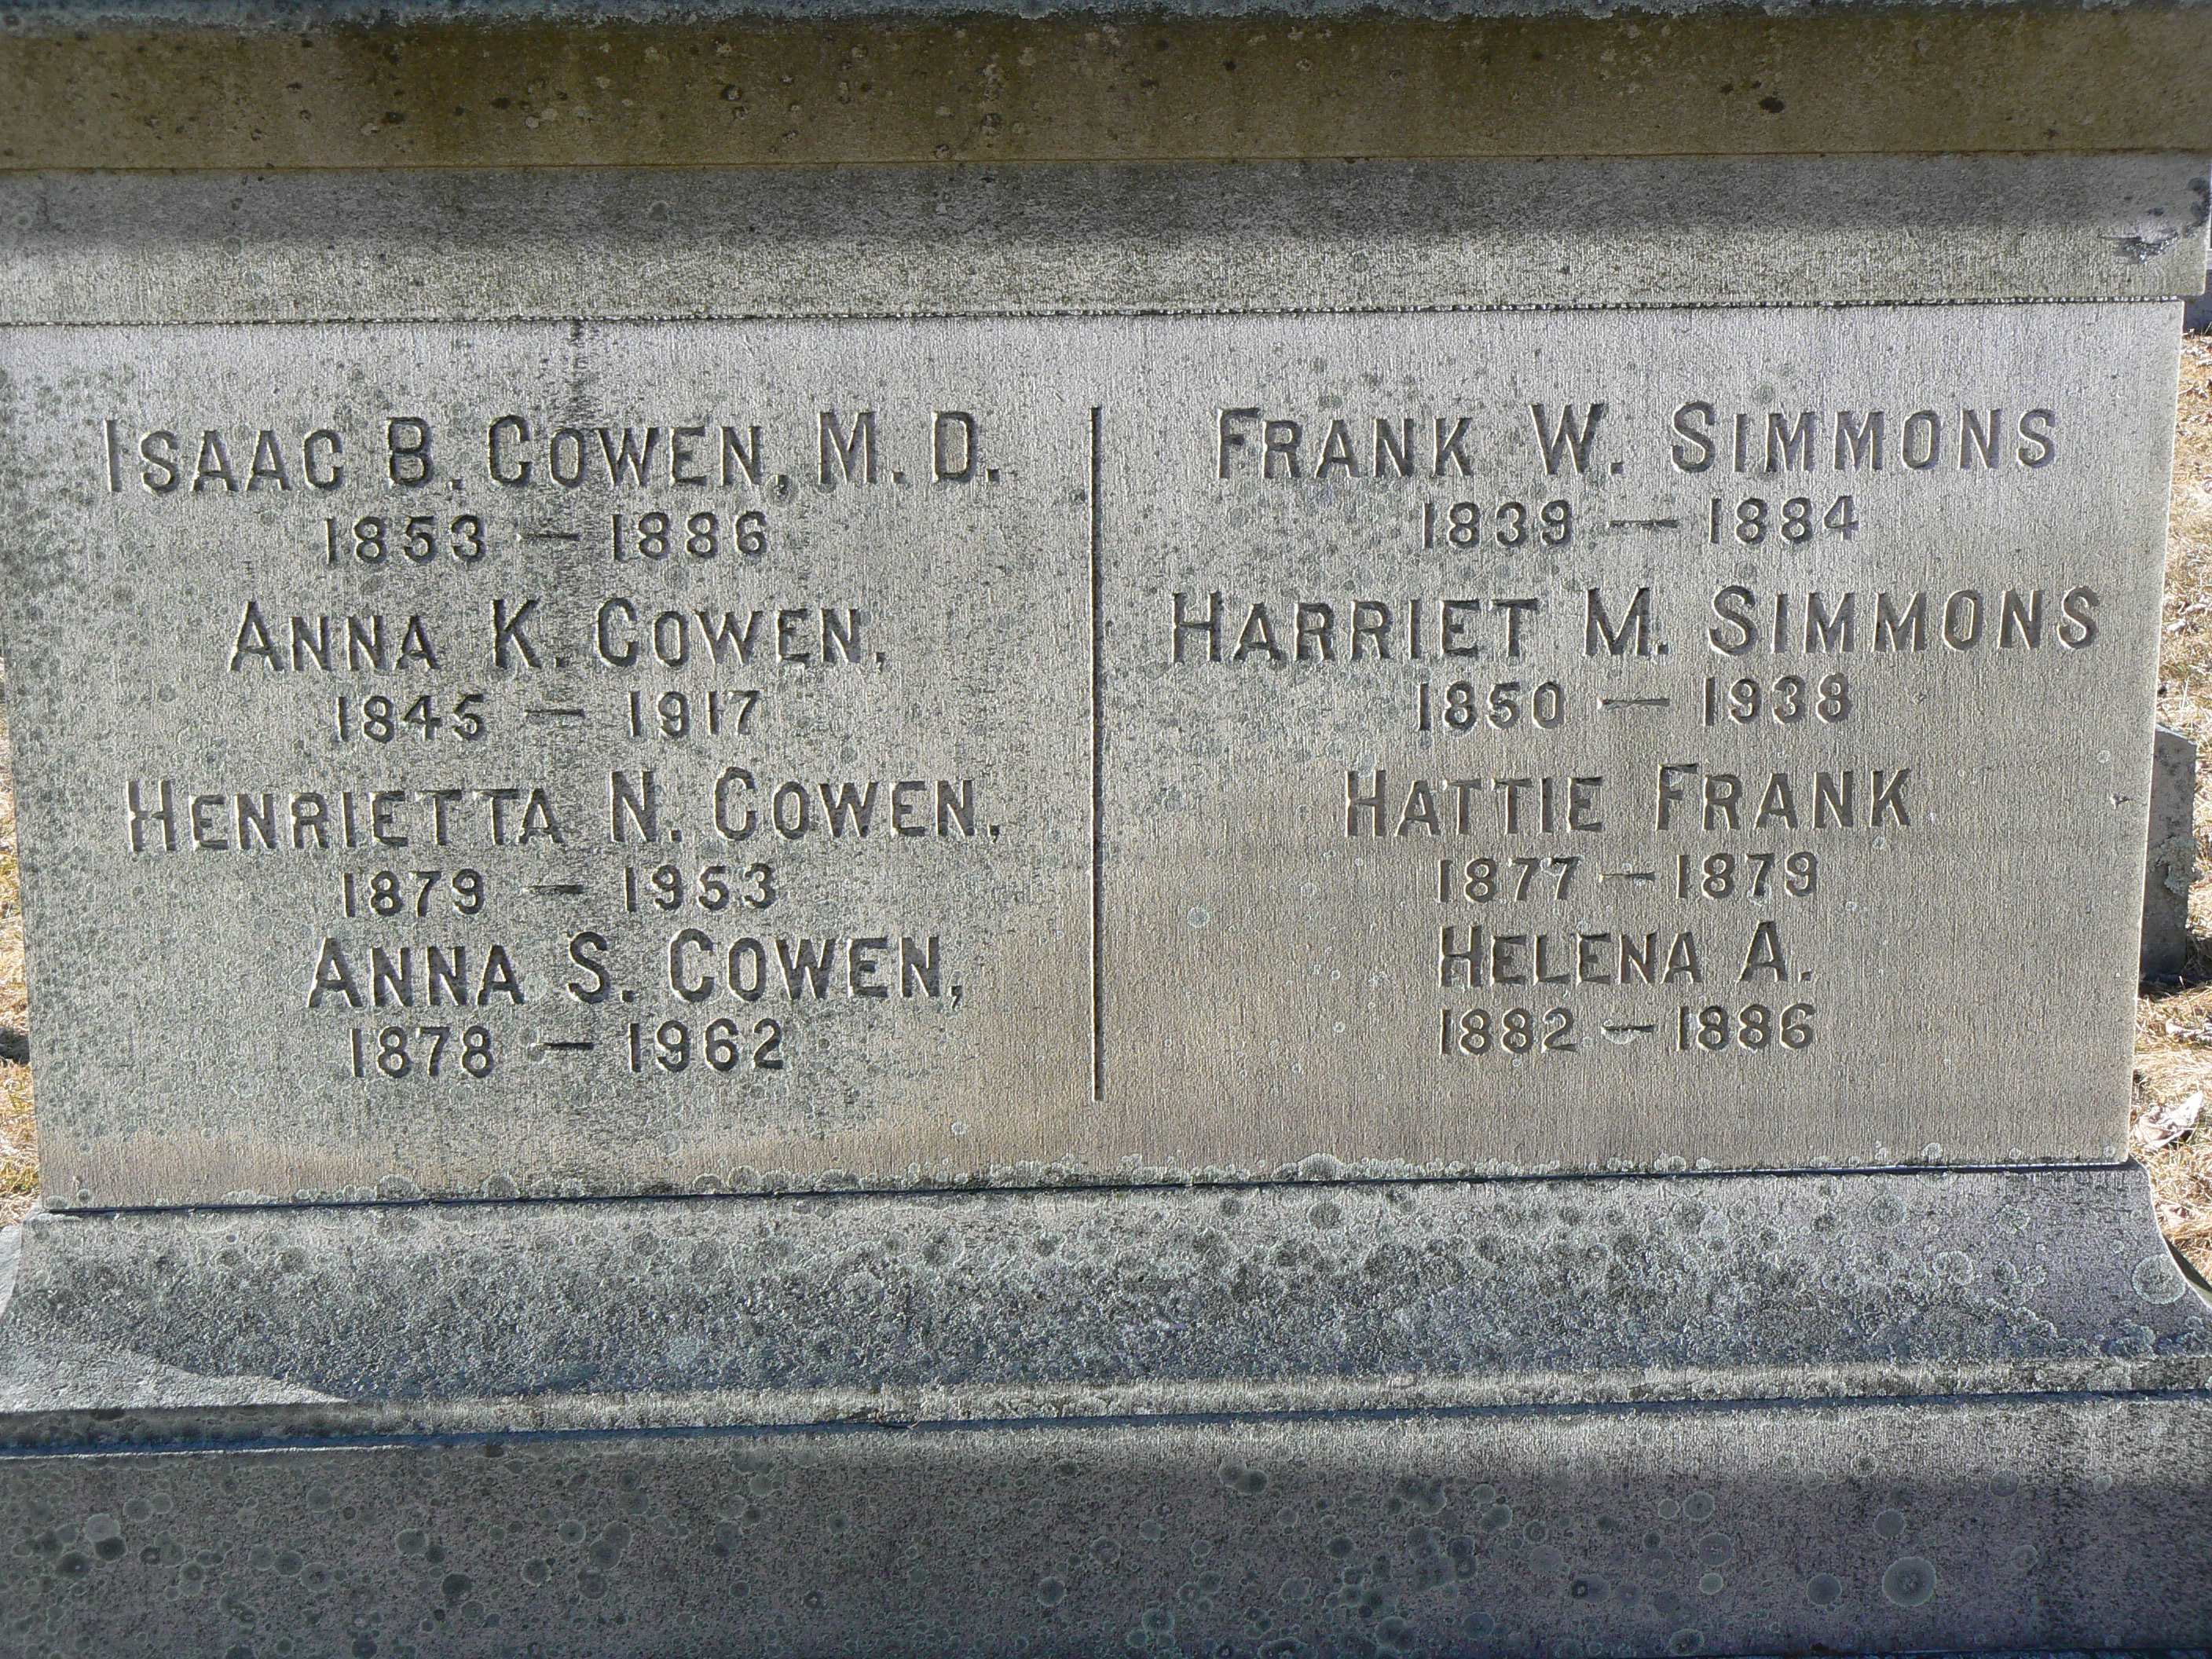 ISAAC B. COWEN, M. D.
1853 — 1886
ANNA K. COWEN,
1845 — 1917
HENRIETTA N. COWEN,
1879 — 1953
ANNA S. COWEN,
1878 — 1962
FRANK W. SIMMONS
1839 — 1884
HARRIET M. SIMMONS
1850 — 1938
HATTIE FRANK
1877 — 1879
HELENA A.
1882 — 1886